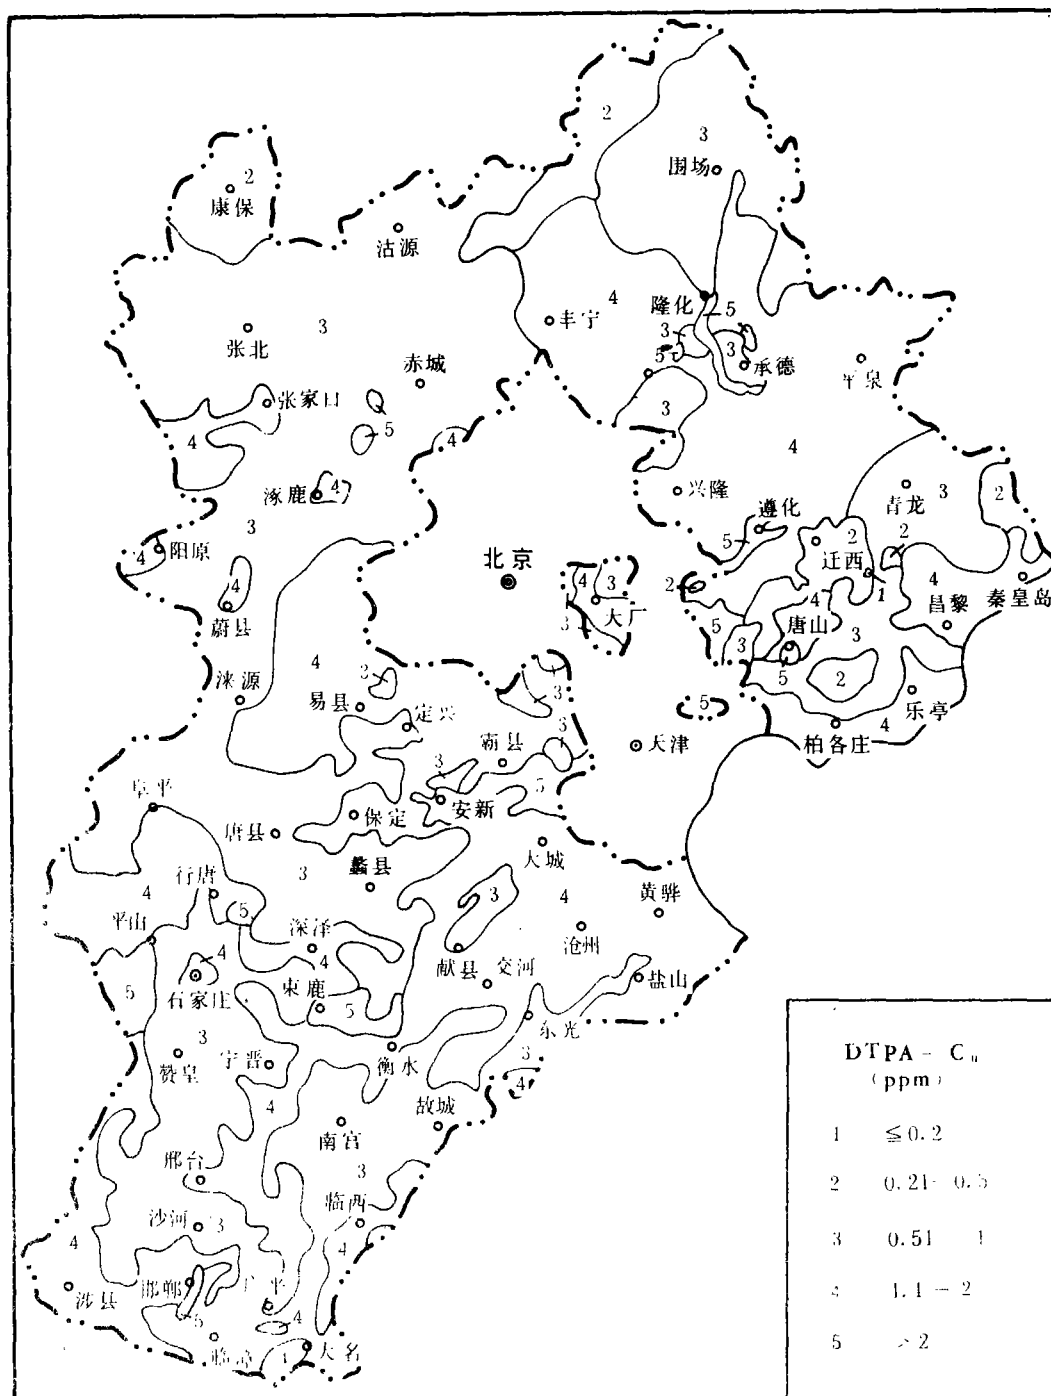 2
3
围场
2
康保
沽源
4
隆化
5
丰宁
3
3
张北
3
5
承德
平泉
赤城
3
张家口
4
5
4
4
兴隆
涿鹿
4
青龙
3
2
遵化
3
5
2
2
阳原
4
北京
迁西
4
3
2
1
4
秦皇岛
4
大厂
昌黎
蔚县
3
5
4
唐山
3
3
4
涞源
3
3
5
2
易县
定兴
5
乐亭
3
霸县
天津
柏各庄
4
3
5
阜平
保定
安新
唐县
大城
3
蠡县
4
行唐
3
4
黄骅
5
平山
深泽
沧州
4
4
献县
交河
盐山
5
石家庄
束鹿
5
东光
3
宁晋
衡水
3
赞皇
4
4
故城
南宫
3
邢台
临西
沙河
3
4
4
邯郸
广平
涉县
5
4
临漳
4
大名
DTPA - Cu
(ppm)
1 ≦0.2
2 0.21- 0.5
3 0.51 1
4 1.1 - 2
5 >2